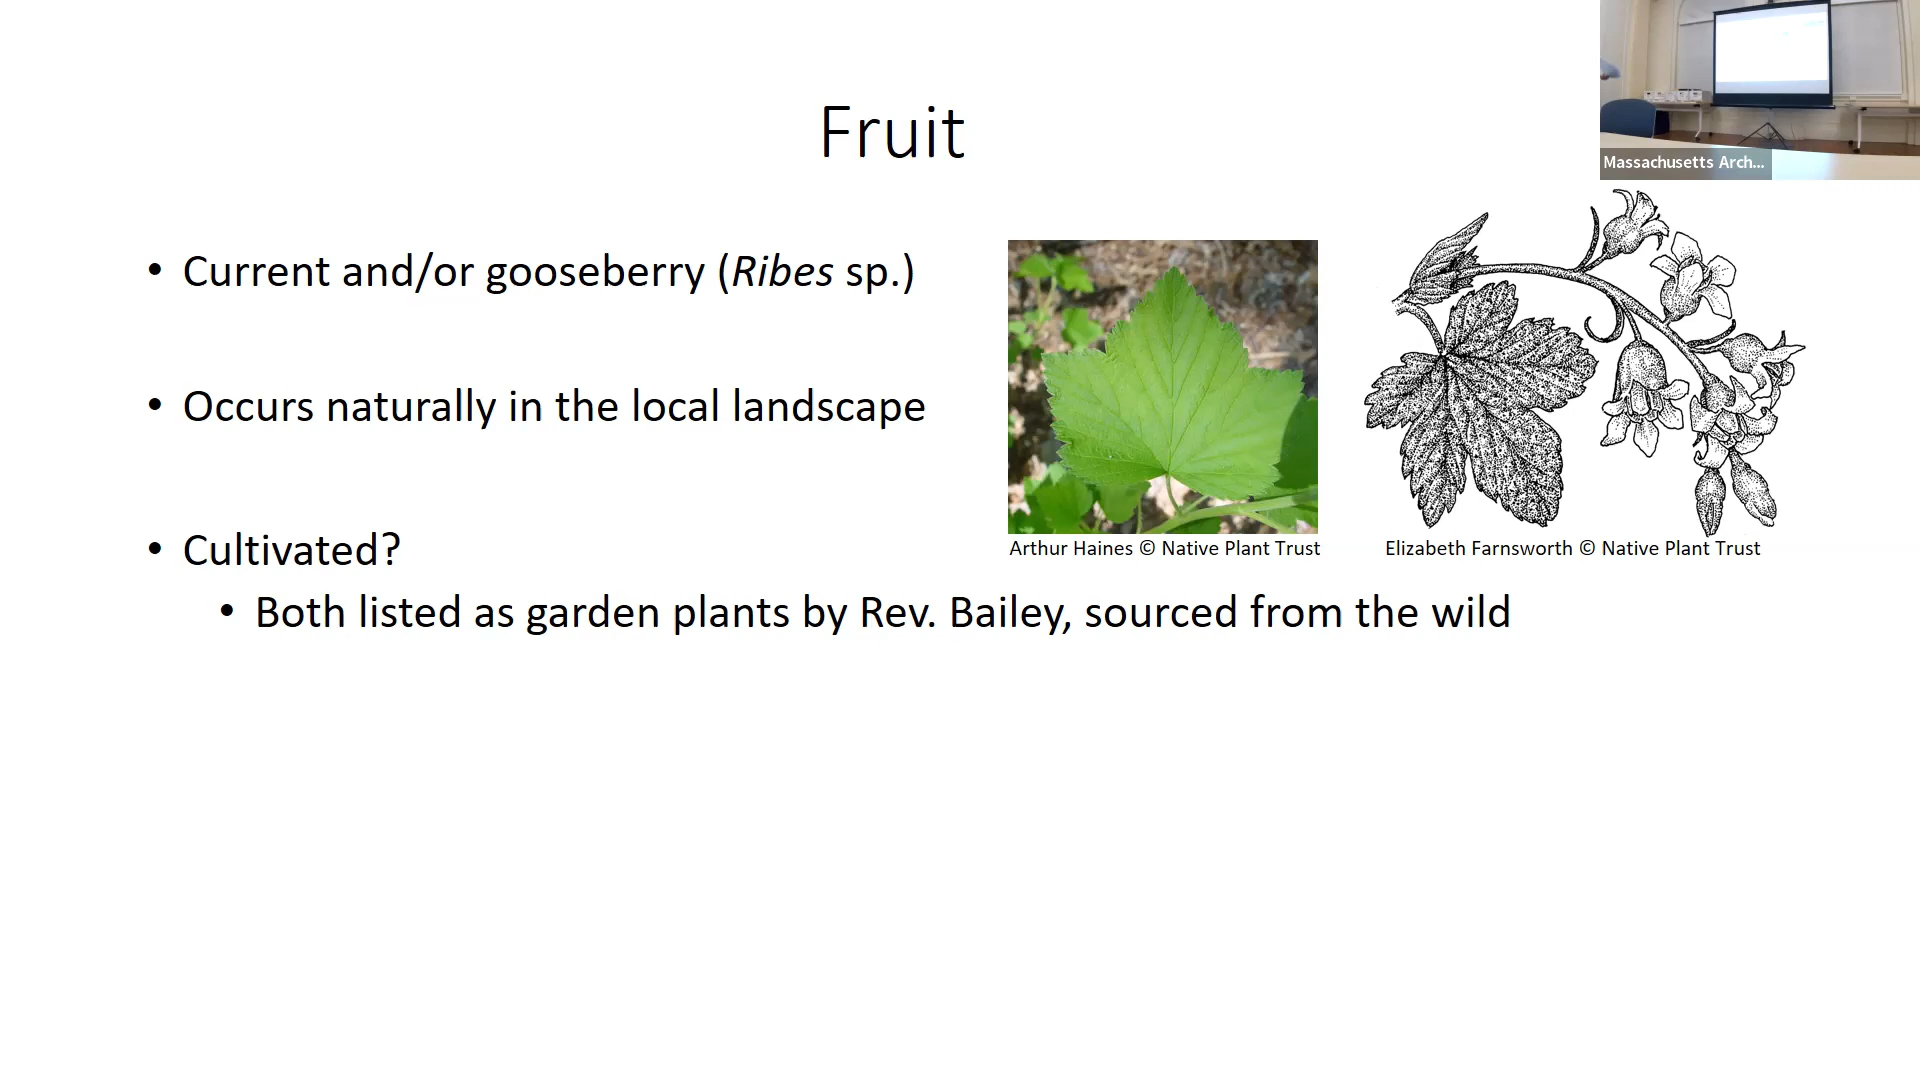 Massachusetts Arch...
Fruit
• Current and/or gooseberry (Ribes sp.)
• Occurs naturally in the local landscape
• Cultivated?
• Both listed as garden plants by Rev. Bailey, sourced from the wild
Arthur Haines © Native Plant Trust
Elizabeth Farnsworth © Native Plant Trust